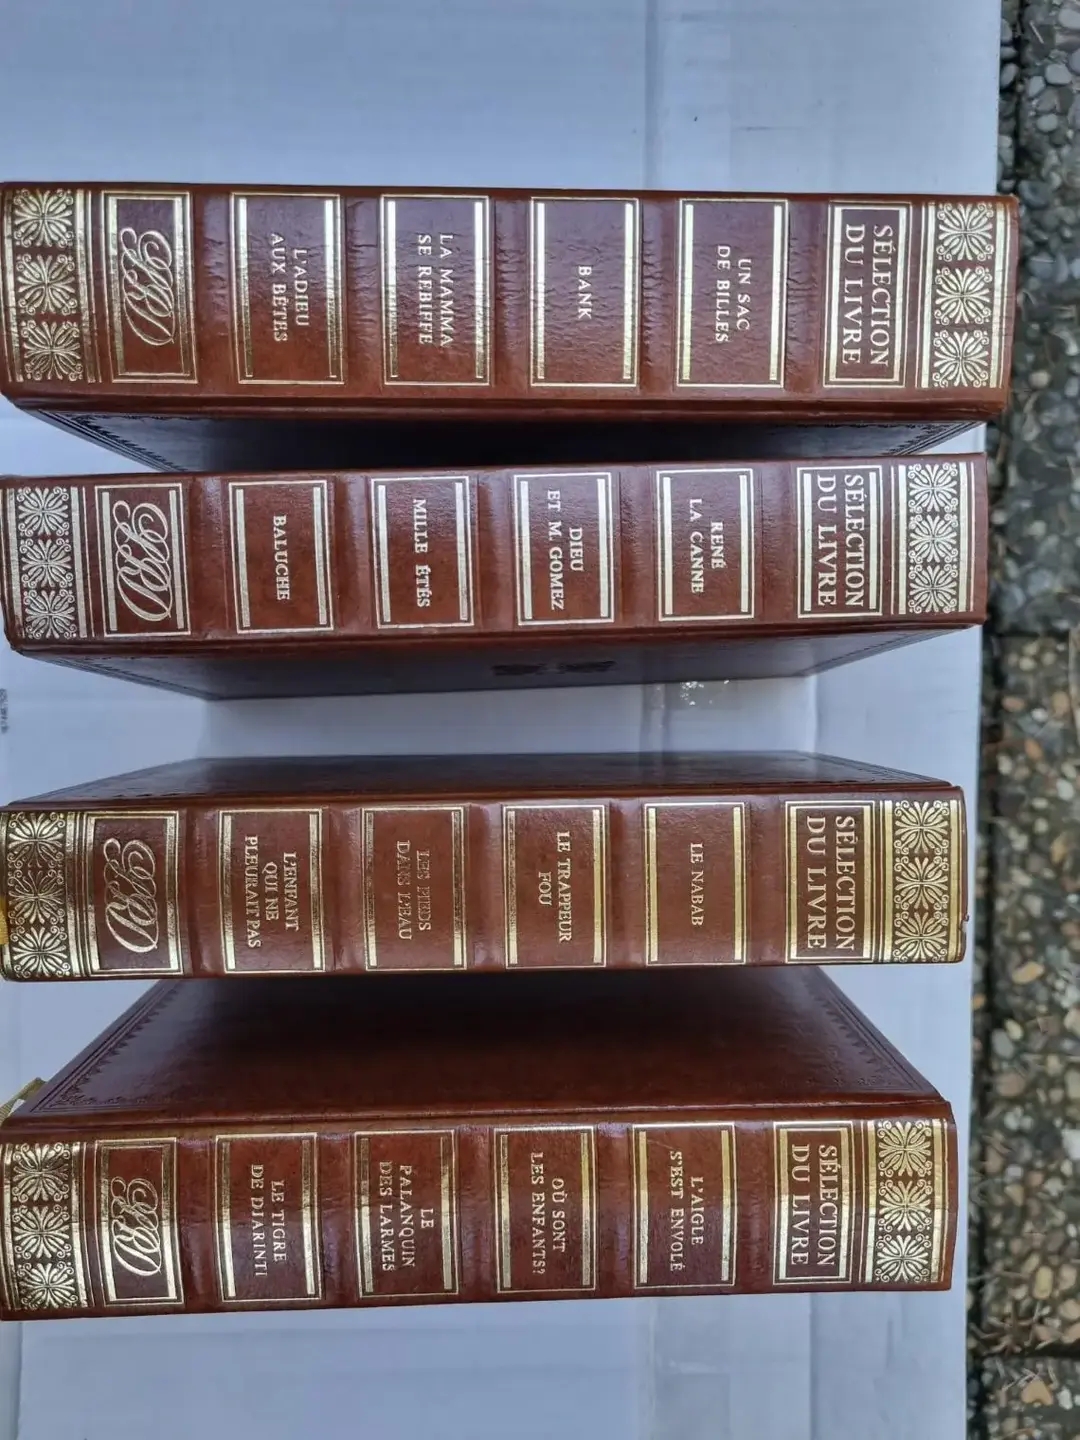 SÉLECTION
DU LIVRE
UN SAC
DE BILLES
BANK
LA MAMMA
SE REBIFFE
L'ADIEU
AUX BÊTES
SÉLECTION
DU LIVRE
RENÉ
LA CANNE
DIEU
ET M. GOMEZ
MILLE ÉTÉS
BALUCHE
SÉLECTION
DU LIVRE
LE NABAB
LE TRAPPEUR
FOU
LES PIEDS
DANS L'EAU
L'ENFANT
QUI NE
PLEURAIT PAS
SÉLECTION
DU LIVRE
L'AIGLE
S'EST ENVOLÉ
OÙ SONT
LES ENFANTS?
LE
PALANQUIN
DES LARMES
LE TIGRE
DE DJARINTI